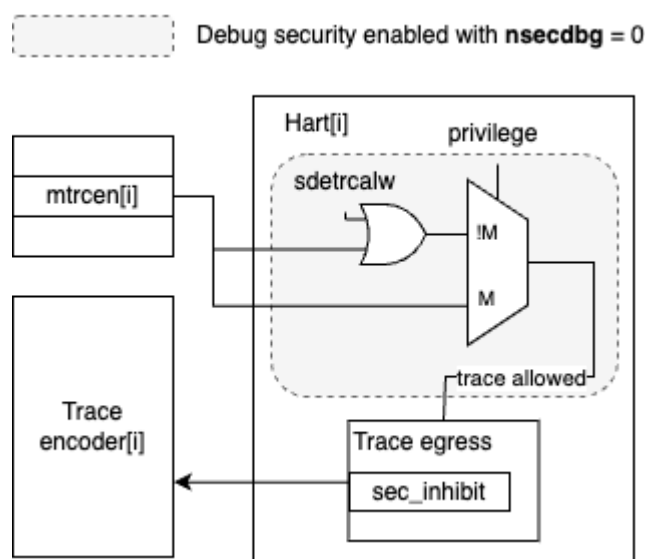 Debug security enabled with nsecdbg = 0
Hart[i]
privilege
mtrcen[i]
sdetrcalw
!M
M
trace allowed
Trace
encoder[i]
Trace egress
sec_inhibit